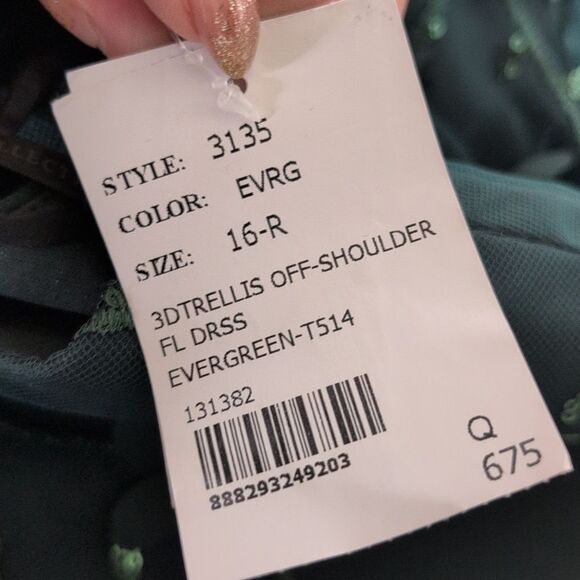 STYLE: 3135
COLOR: EVRG
SIZE: 16-R
3DTRELLIS OFF-SHOULDER
FL DRSS
EVERGREEN-T514
131382
888293249203
Q
675